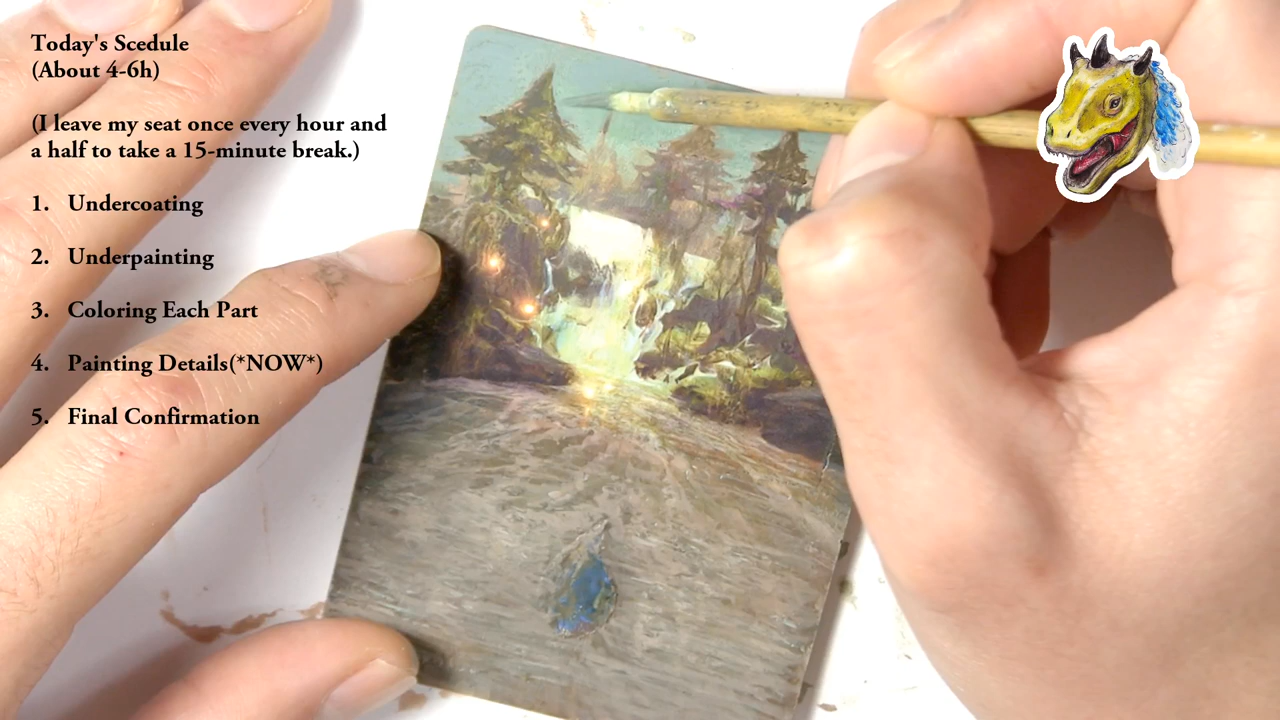 Today's Scedule
(About 4-6h)
(I leave my seat once every hour and
a half to take a 15-minute break.)
1. Undercoating
2. Underpainting
3. Coloring Each Part
4. Painting Details(*NOW*)
5. Final Confirmation